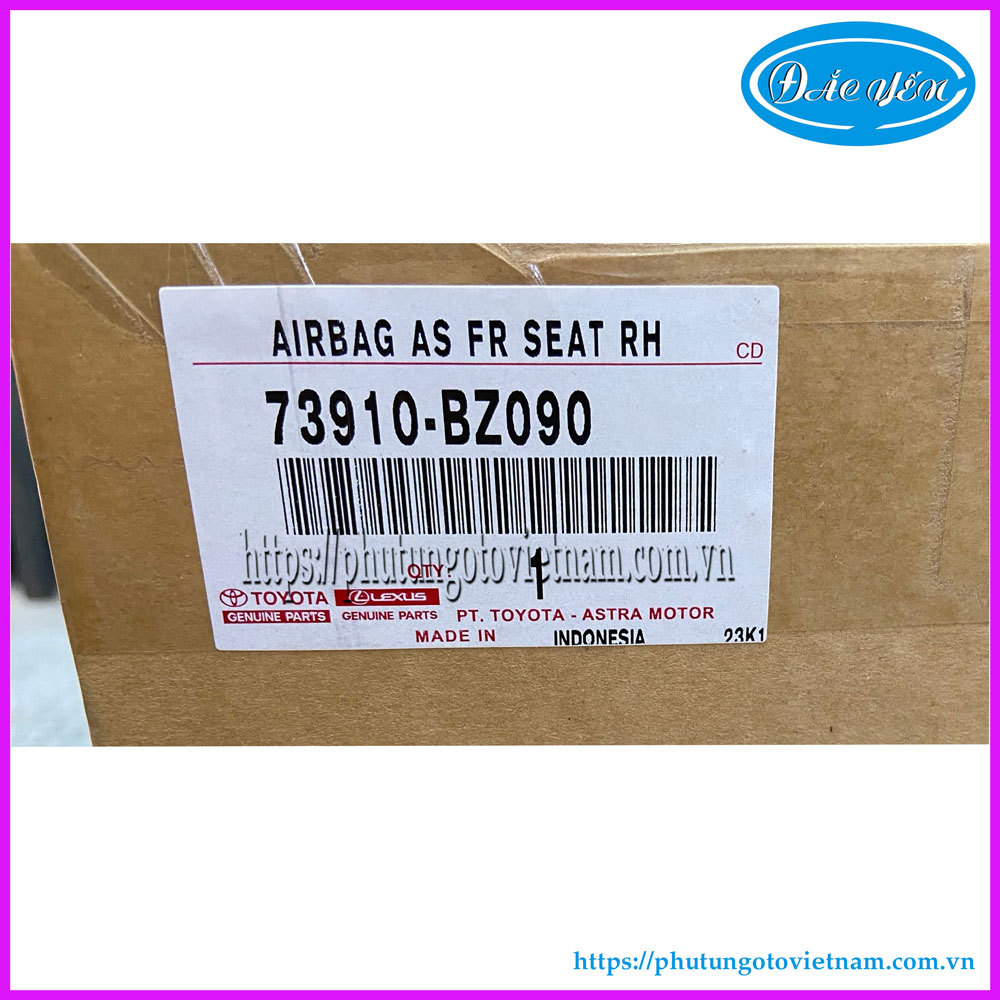 ĐẮC YẾN
AIRBAG AS FR SEAT RH
CD
73910-BZ090
https://phutungotovietnam.com.vn
QTY: 1
TOYOTA LEXUS
GENUINE PARTS GENUINE PARTS PT. TOYOTA - ASTRA MOTOR
MADE IN INDONESIA 23K1
https://phutungotovietnam.com.vn